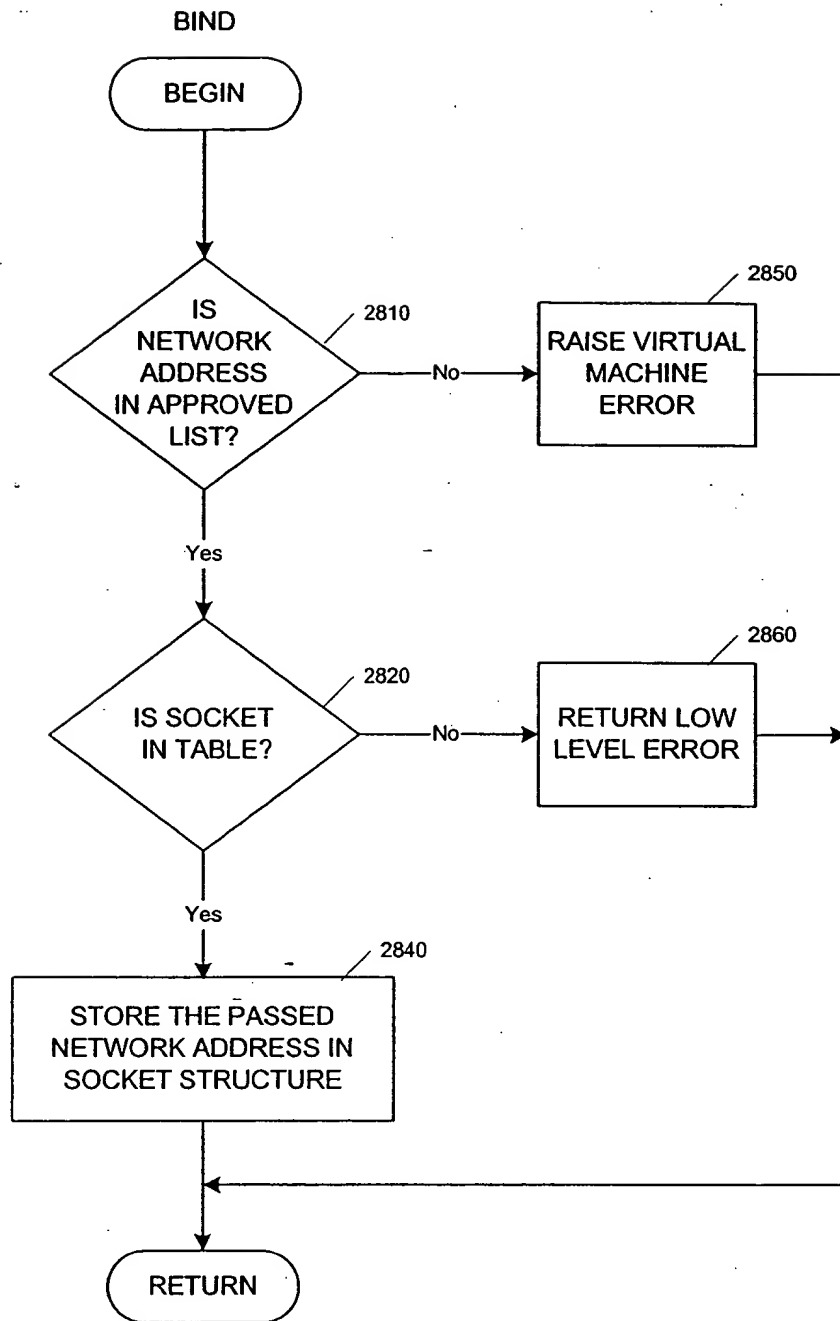 BIND
BEGIN
IS
NETWORK
ADDRESS
IN APPROVED
LIST?
2810
No
2850
RAISE VIRTUAL
MACHINE
ERROR
Yes
IS SOCKET
IN TABLE?
2820
No
2860
RETURN LOW
LEVEL ERROR
Yes
2840
STORE THE PASSED
NETWORK ADDRESS IN
SOCKET STRUCTURE
RETURN